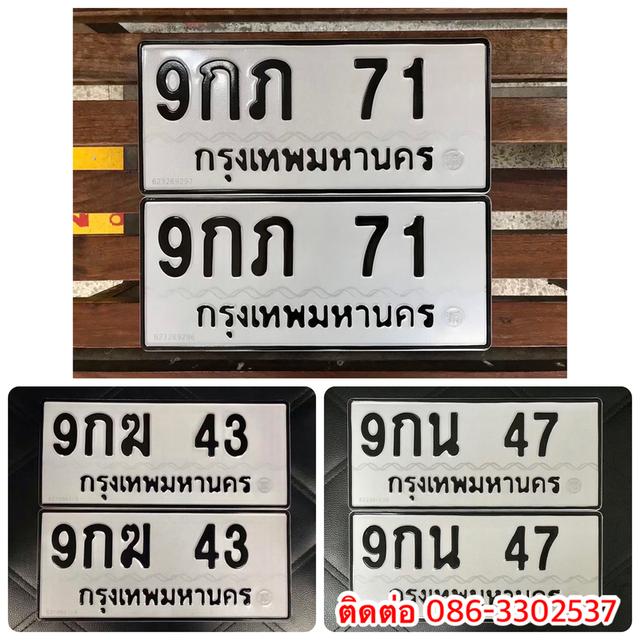 9กภ 71
กรุงเทพมหานคร
623269297
9กภ 71
กรุงเทพมหานคร
623269296
9กฆ 43
กรุงเทพมหานคร
9กฆ 43
กรุงเทพมหานคร
9กน 47
กรุงเทพมหานคร
9กน 47
กรุงเทพมหานคร
ติดต่อ 086-3302537